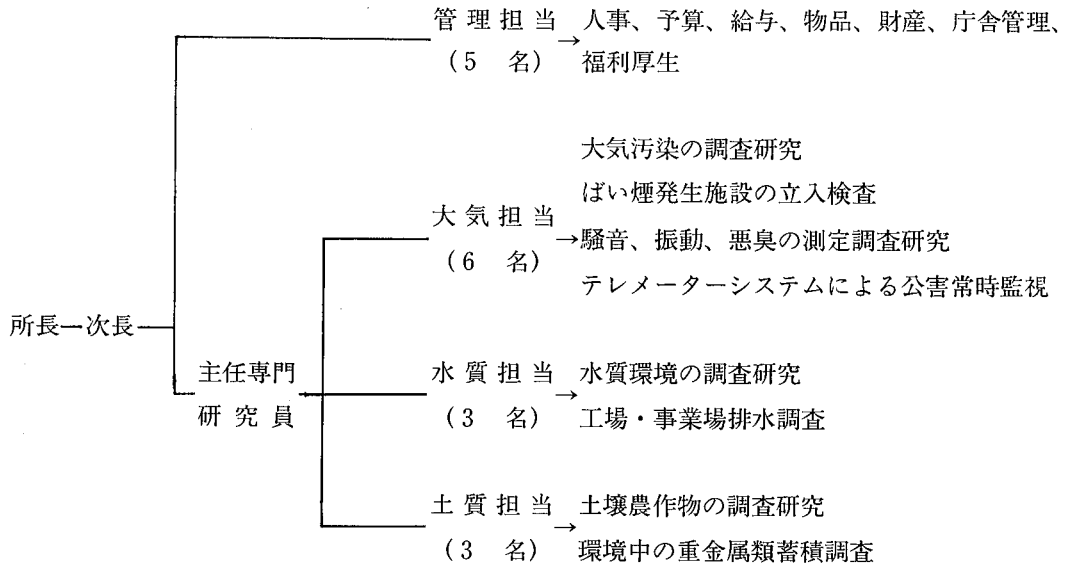 管理担当→人事、予算、給与、物品、財産、庁舎管理、
(5 名) 福利厚生
大気汚染の調査研究
ばい煙発生施設の立入検査
大気担当
→騒音、振動、悪臭の測定調査研究
(6 名)
テレメーターシステムによる公害常時監視
所長ー次長
主任専門
研究員
水質担当 水質環境の調査研究
→
(3 名) 工場・事業場排水調査
土質担当 土壌農作物の調査研究
→
(3 名) 環境中の重金属類蓄積調査